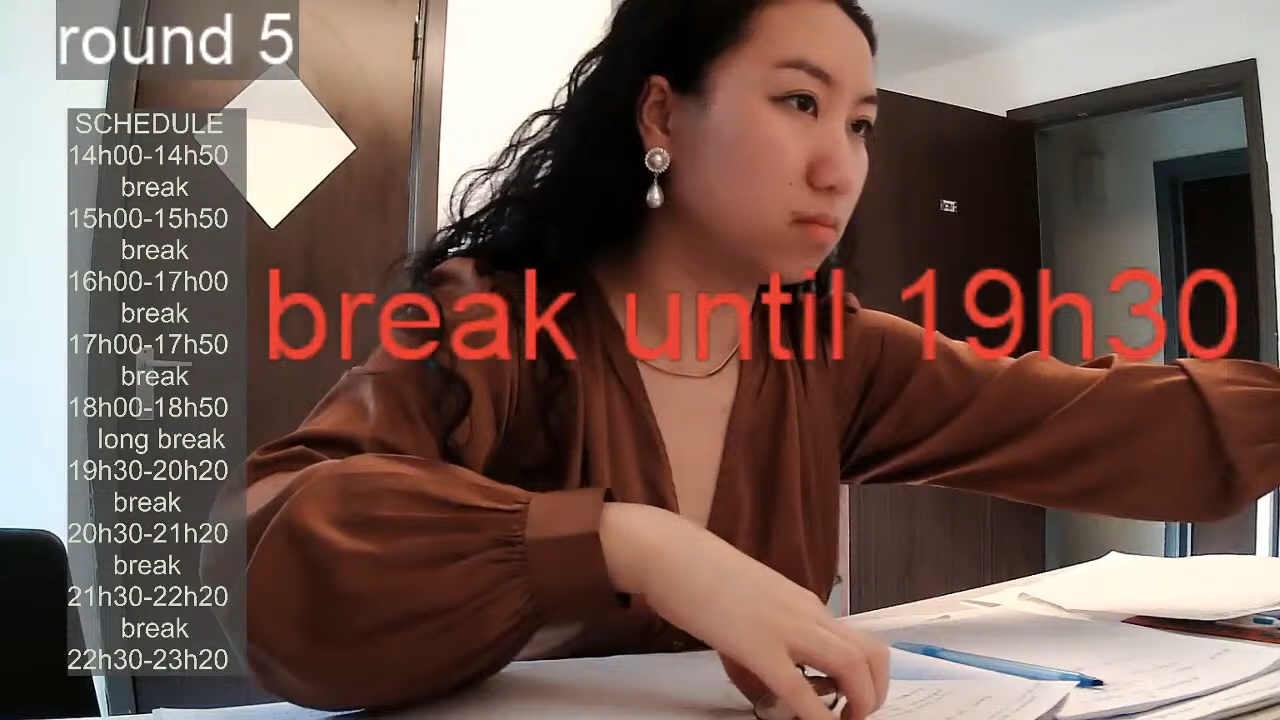 round 5
SCHEDULE
14h00-14h50
break
15h00-15h50
break
16h00-17h00
break
17h00-17h50
break
18h00-18h50
long break
19h30-20h20
break
20h30-21h20
break
21h30-22h20
break
22h30-23h20
break until 19h30